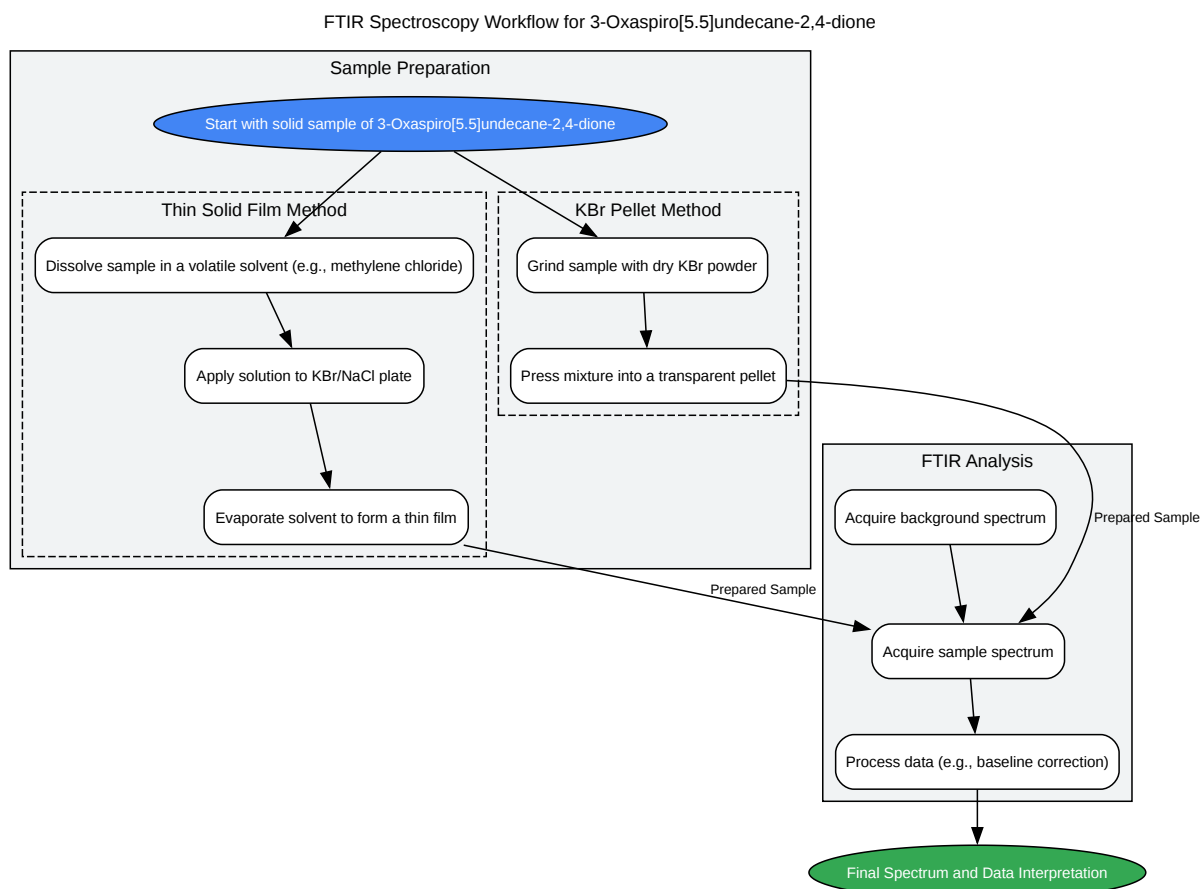 FTIR Spectroscopy Workflow for 3-Oxaspiro[5.5]undecane-2,4-dione
Sample Preparation
Start with solid sample of 3-Oxaspiro[5.5]undecane-2,4-dione
Thin Solid Film Method
KBr Pellet Method
Dissolve sample in a volatile solvent (e.g., methylene chloride)
Grind sample with dry KBr powder
Apply solution to KBr/NaCl plate
Press mixture into a transparent pellet
Evaporate solvent to form a thin film
FTIR Analysis
Acquire background spectrum
Prepared Sample
Prepared Sample
Acquire sample spectrum
Process data (e.g., baseline correction)
Final Spectrum and Data Interpretation